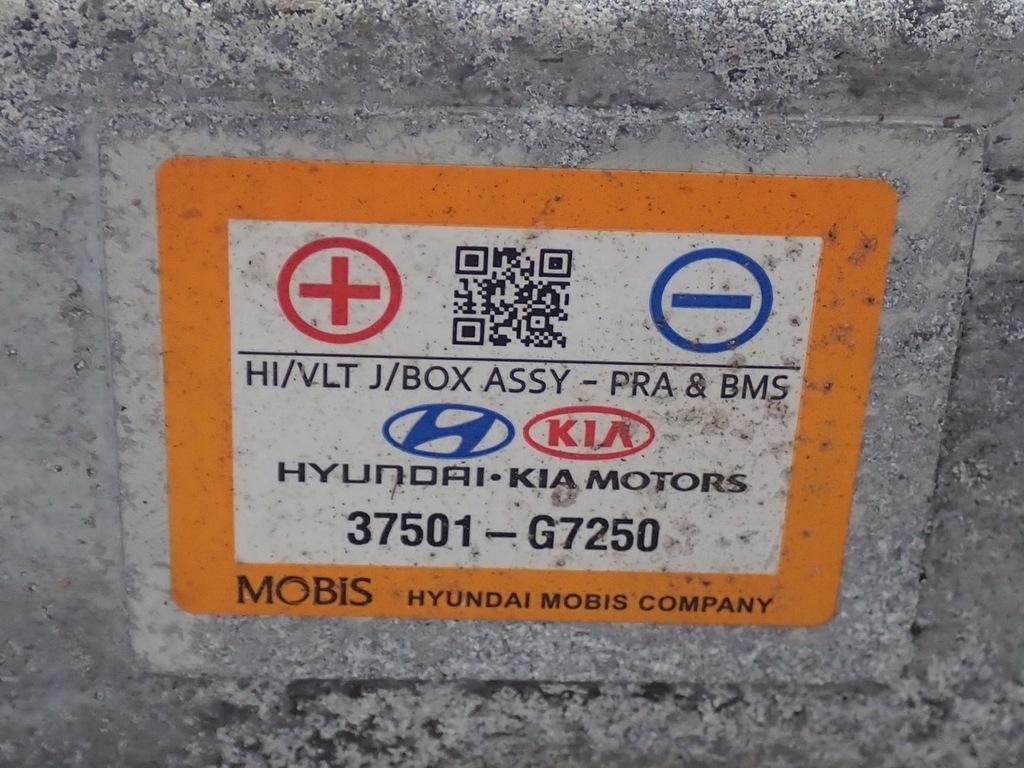 HI/VLT J/BOX ASSY - PRA & BMS
KIA
HYUNDAI·KIA MOTORS
37501-G7250
MOBIS HYUNDAI MOBIS COMPANY